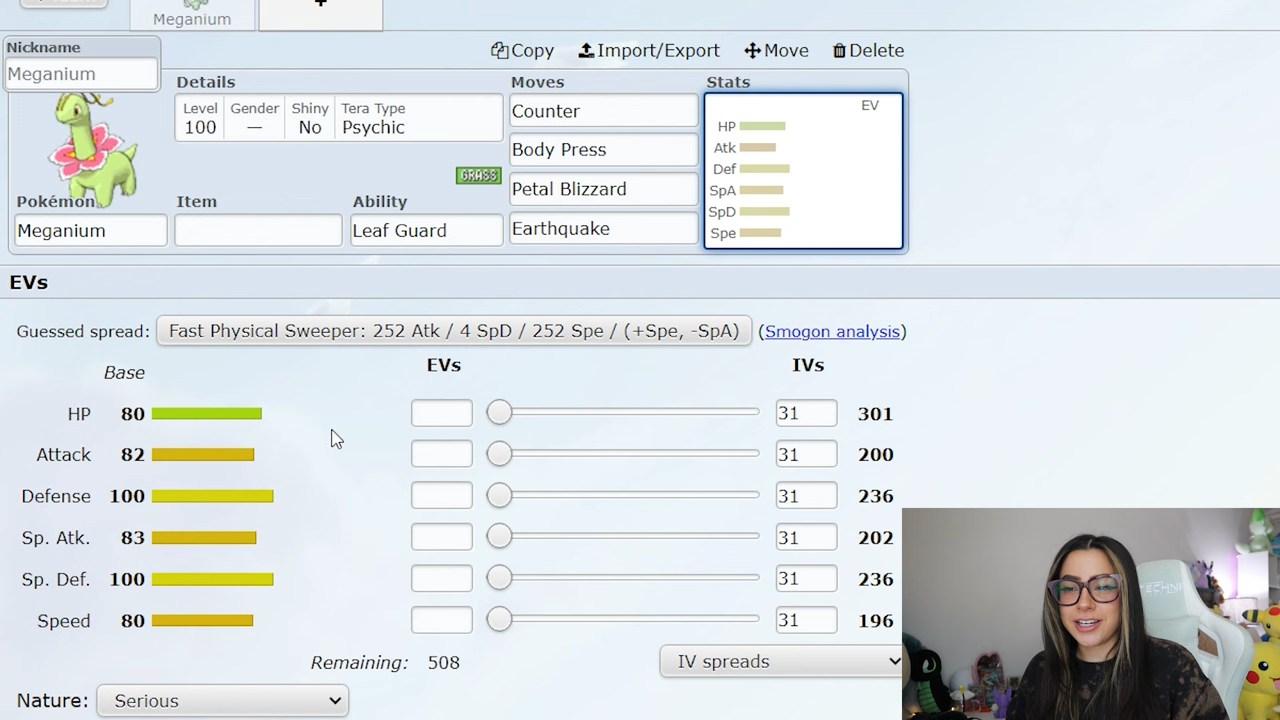 Meganium
+
Nickname
Meganium
Copy Import/Export Move Delete
Details
Level Gender Shiny Tera Type
100 — No Psychic
GRASS
Pokémon Item Ability
Meganium Leaf Guard
Moves
Counter
Body Press
Petal Blizzard
Earthquake
Stats
EV
HP
Atk
Def
SpA
SpD
Spe
EVs
Guessed spread: Fast Physical Sweeper: 252 Atk / 4 SpD / 252 Spe / (+Spe, -SpA) (Smogon analysis)
Base EVs IVs
HP 80 31 301
Attack 82 31 200
Defense 100 31 236
Sp. Atk. 83 31 202
Sp. Def. 100 31 236
Speed 80 31 196
Remaining: 508 IV spreads
Nature: Serious